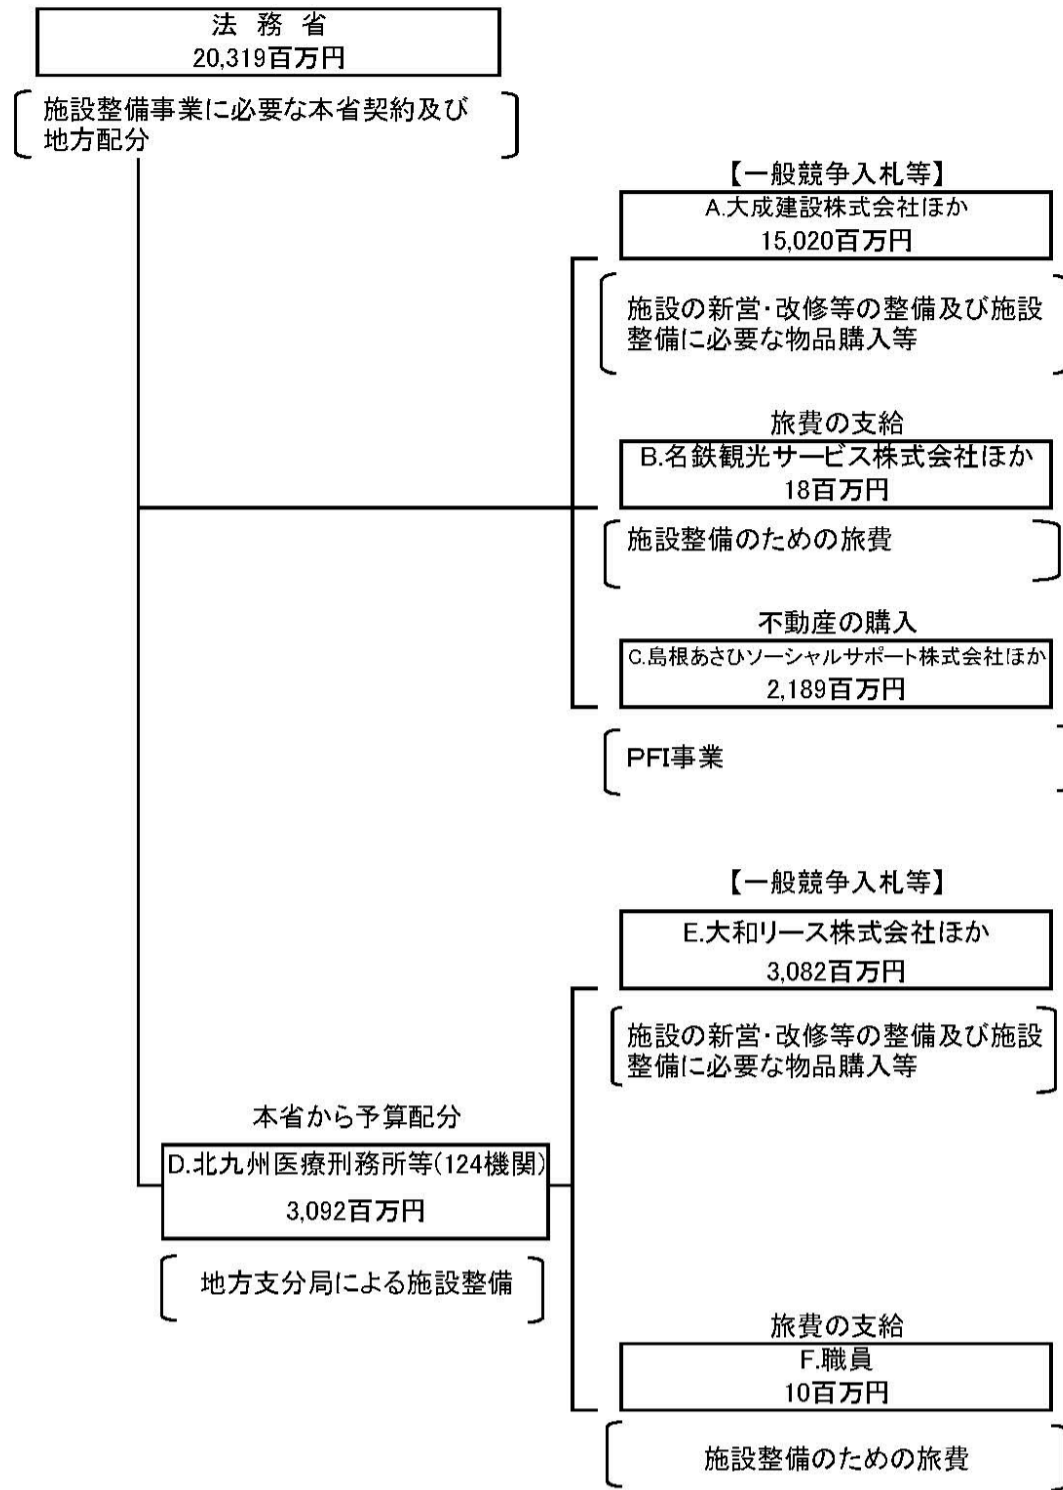 法 務 省
20,319百万円
施設整備事業に必要な本省契約及び
地方配分
【一般競争入札等】
A.大成建設株式会社ほか
15,020百万円
施設の新営・改修等の整備及び施設
整備に必要な物品購入等
旅費の支給
B.名鉄観光サービス株式会社ほか
18百万円
施設整備のための旅費
不動産の購入
C.島根あさひソーシャルサポート株式会社ほか
2,189百万円
PFI事業
【一般競争入札等】
E.大和リース株式会社ほか
3,082百万円
施設の新営・改修等の整備及び施設
整備に必要な物品購入等
本省から予算配分
D.北九州医療刑務所等(124機関)
3,092百万円
地方支分局による施設整備
旅費の支給
F.職員
10百万円
施設整備のための旅費